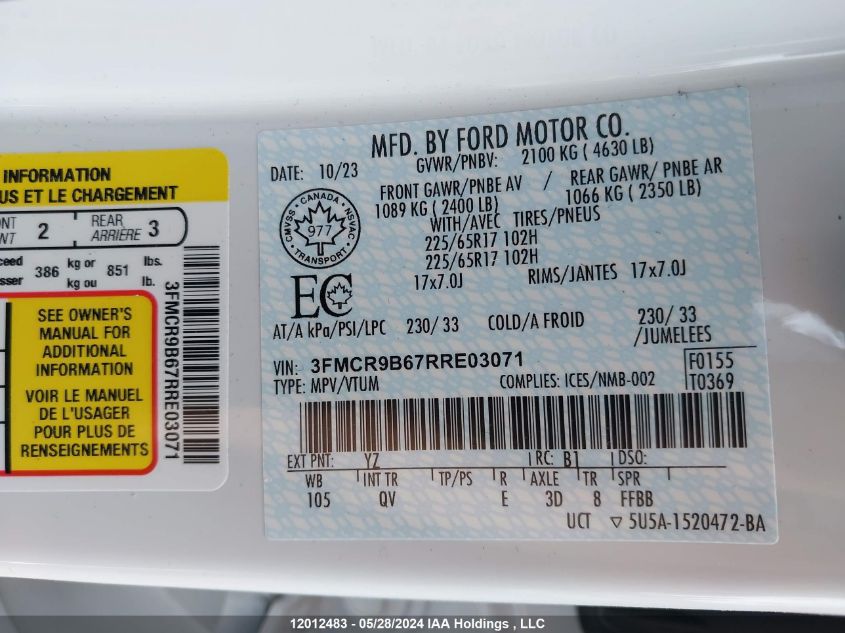 INFORMATION
US ET LE CHARGEMENT
NT 2 REAR 3
NT ARRIÈRE
ceed 386 kg or 851 lbs.
sser kg ou lb.
SEE OWNER'S
MANUAL FOR
ADDITIONAL
INFORMATION
VOIR LE MANUEL
DE L'USAGER
POUR PLUS DE
RENSEIGNEMENTS
3FMCR9B67RRE03071
MFD. BY FORD MOTOR CO.
DATE: 10/23 GVWR/PNBV: 2100 KG ( 4630 LB)
FRONT GAWR/PNBE AV / REAR GAWR/ PNBE AR
1089 KG ( 2400 LB) 1066 KG ( 2350 LB)
WITH/AVEC TIRES/PNEUS
225/65R17 102H
225/65R17 102H
17x7.0J RIMS/JANTES 17x7.0J
CMVSS - CANADA - NSVAC
977
TRANSPORT
EC
AT/A kPa/PSI/LPC 230/ 33 COLD/A FROID 230/ 33
/JUMELEES
VIN: 3FMCR9B67RRE03071 F0155
TYPE: MPV/VTUM COMPLIES: ICES/NMB-002 T0369
EXT PNT: YZ RC: B1 DSO:
WB INT TR TP/PS R AXLE TR SPR
105 QV E 3D 8 FFBB
UCT ▽ 5U5A-1520472-BA
12012483 - 05/28/2024 IAA Holdings , LLC